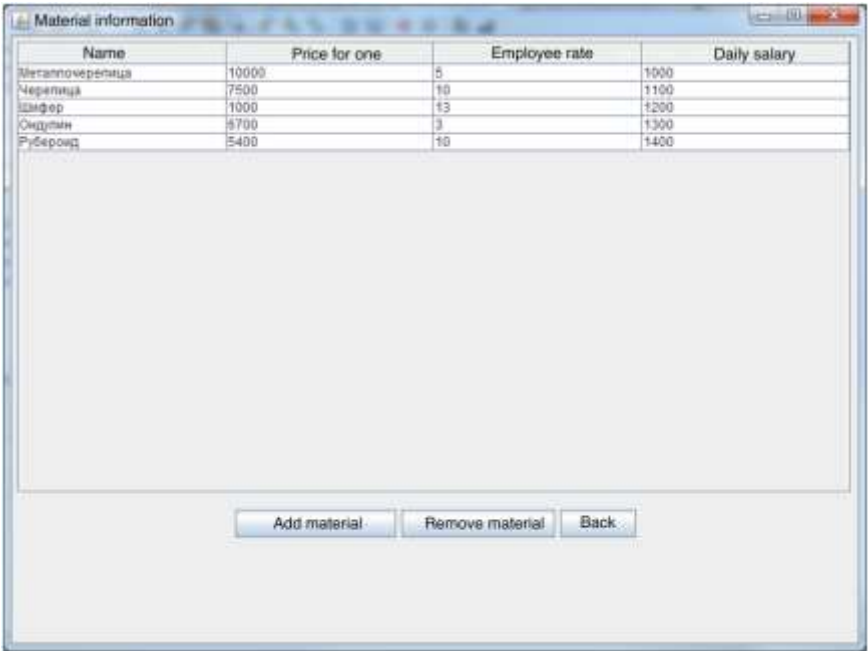 Material information
Name Price for one Employee rate Daily salary
Металлочерепица 10000 5 1000
Черепица 7500 10 1100
Шифер 1000 13 1200
Ондулин 6700 3 1300
Рубероид 5400 10 1400
Add material Remove material Back